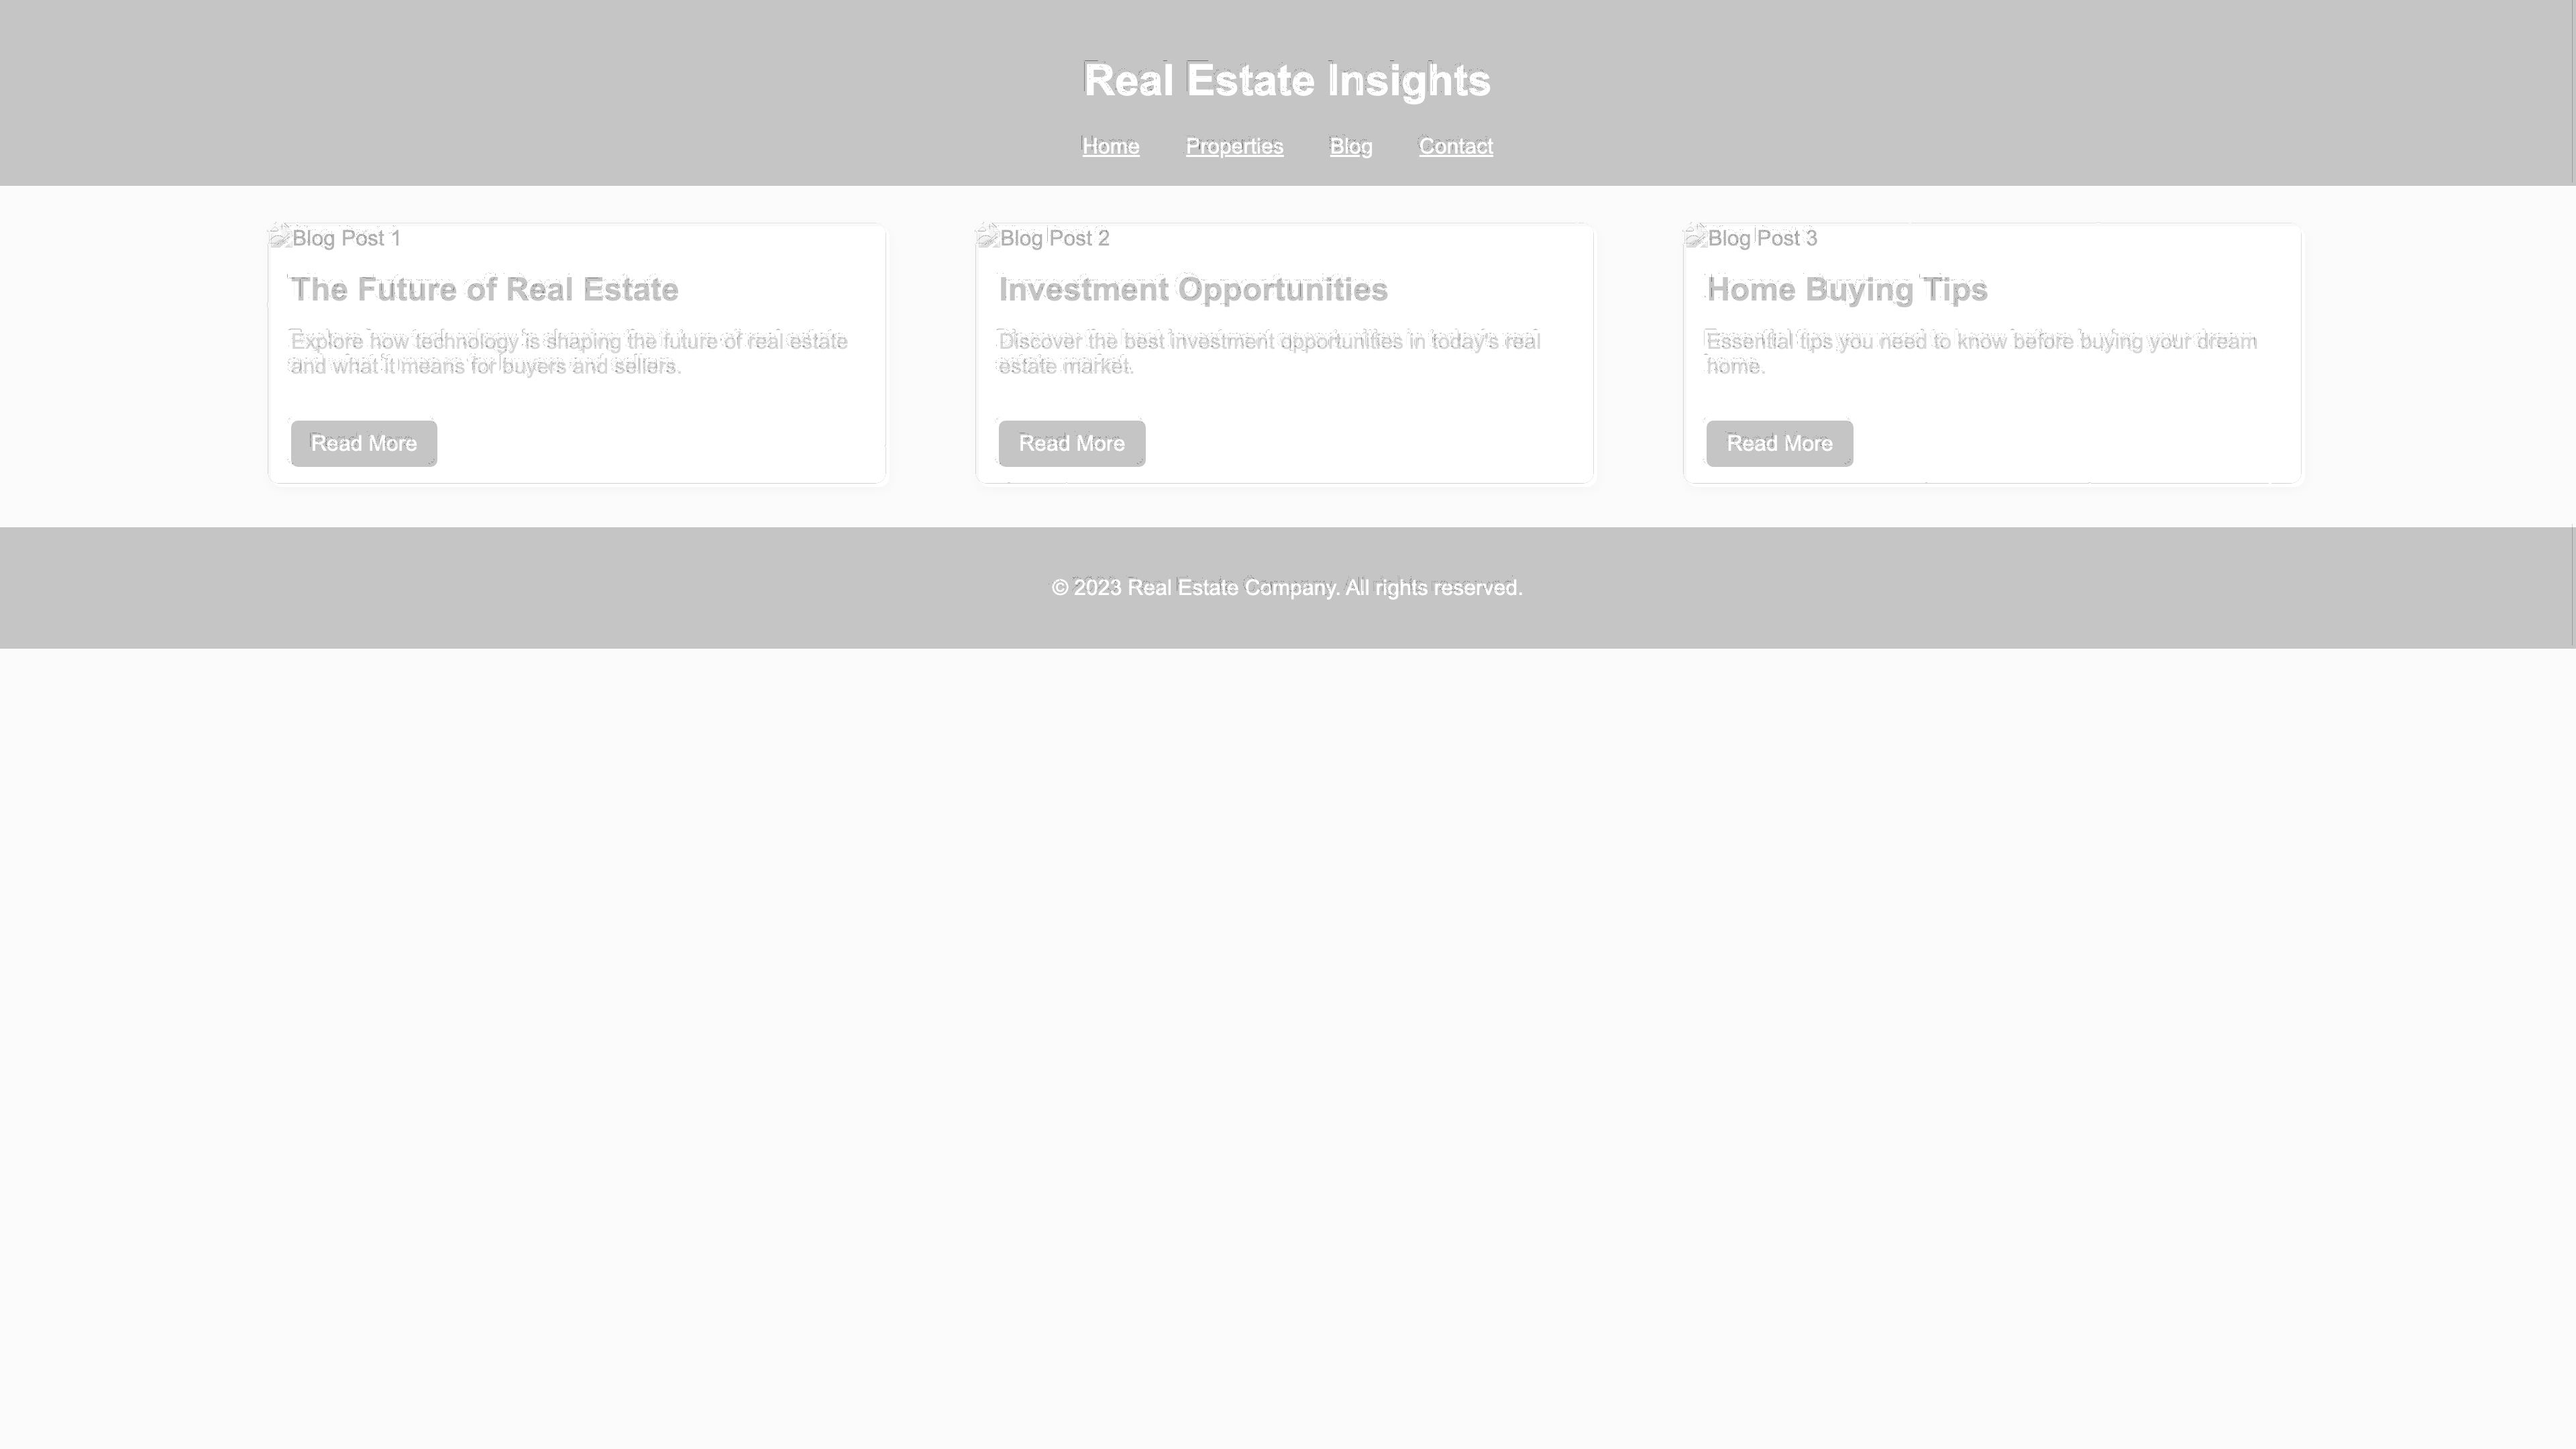 Real Estate Insights
Home Properties Blog Contact
Blog Post 1
The Future of Real Estate
Explore how technology is shaping the future of real estate
and what it means for buyers and sellers.
Read More
Blog Post 2
Investment Opportunities
Discover the best investment opportunities in today's real
estate market.
Read More
Blog Post 3
Home Buying Tips
Essential tips you need to know before buying your dream
home.
Read More
© 2023 Real Estate Company. All rights reserved.